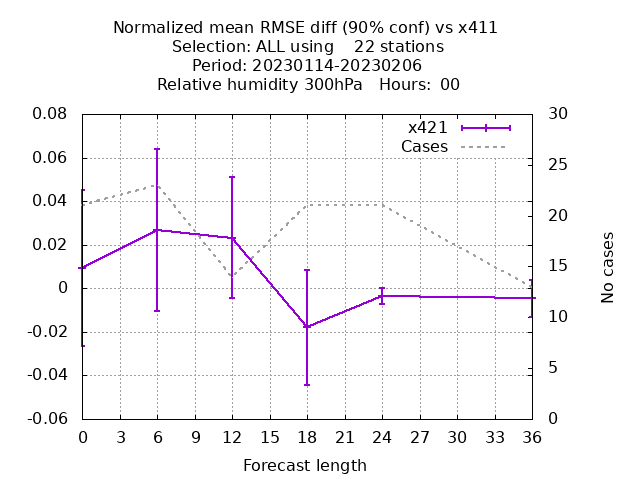 Normalized mean RMSE diff (90% conf) vs x411
Selection: ALL using    22 stations
Period: 20230114-20230206
Relative humidity 300hPa   Hours:  00
x421
Cases
0.08
0.06
0.04
0.02
0
-0.02
-0.04
-0.06
30
25
20
15
10
5
0
No cases
0 3 6 9 12 15 18 21 24 27 30 33 36
Forecast length